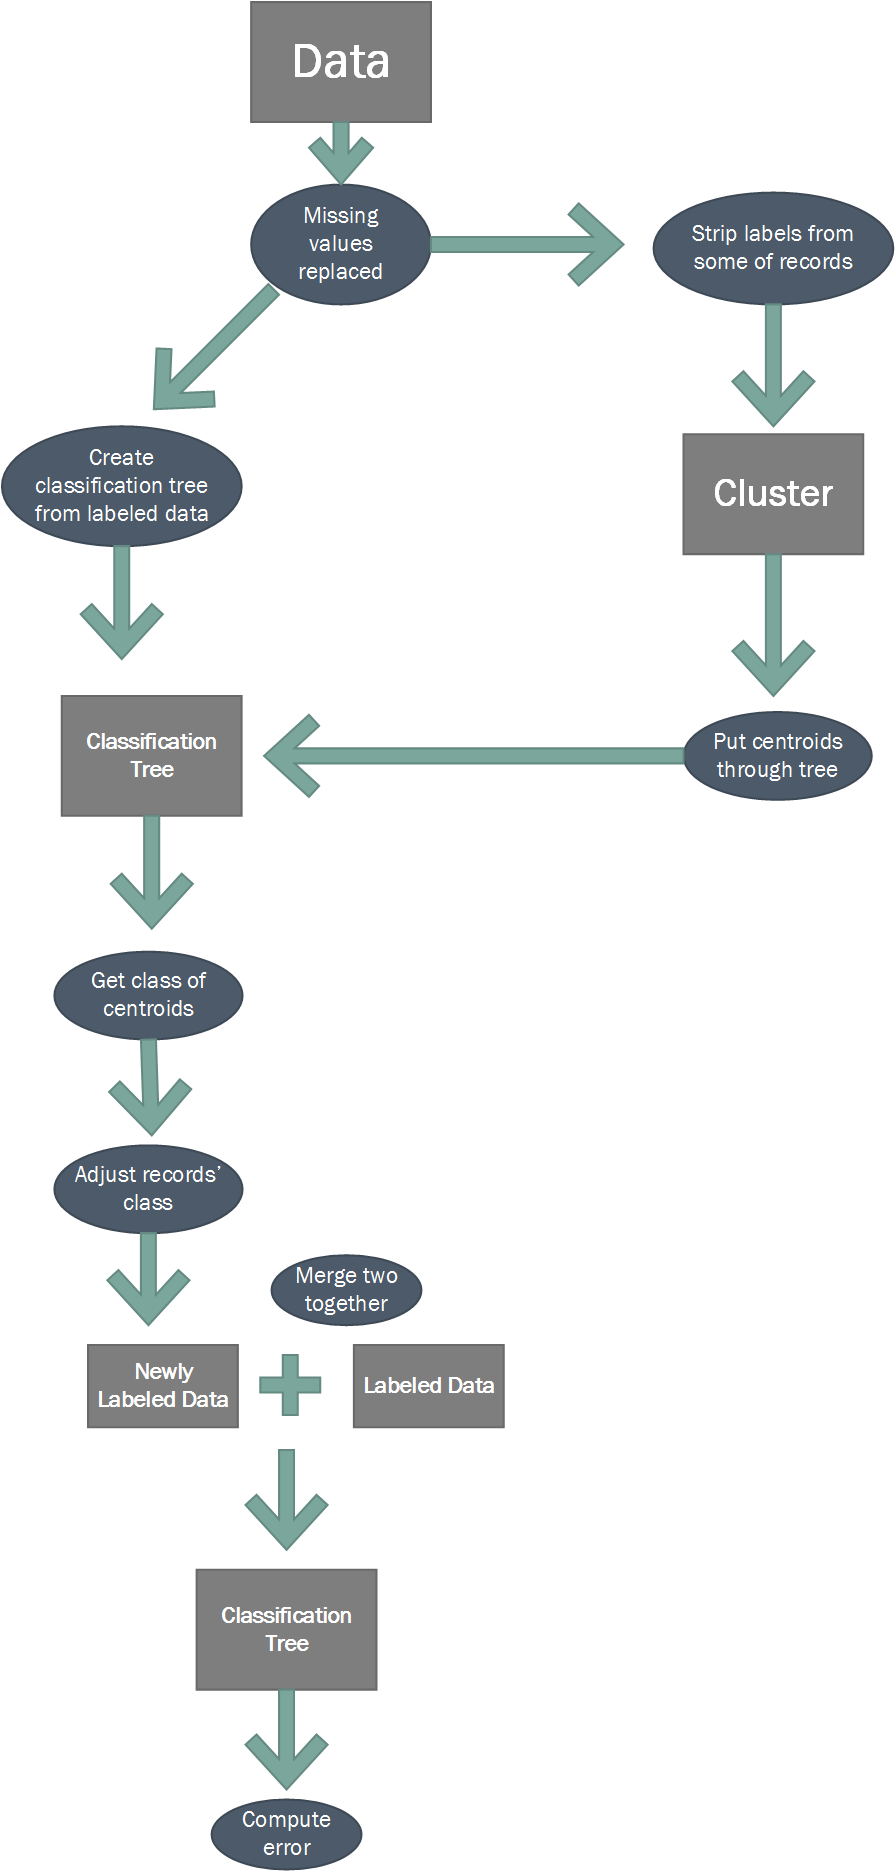 Data
Missing
values
replaced
Strip labels from
some of records
Create
classification tree
from labeled data
Cluster
Classification
Tree
Put centroids
through tree
Get class of
centroids
Adjust records’
class
Merge two
together
Newly
Labeled Data
Labeled Data
Classification
Tree
Compute
error